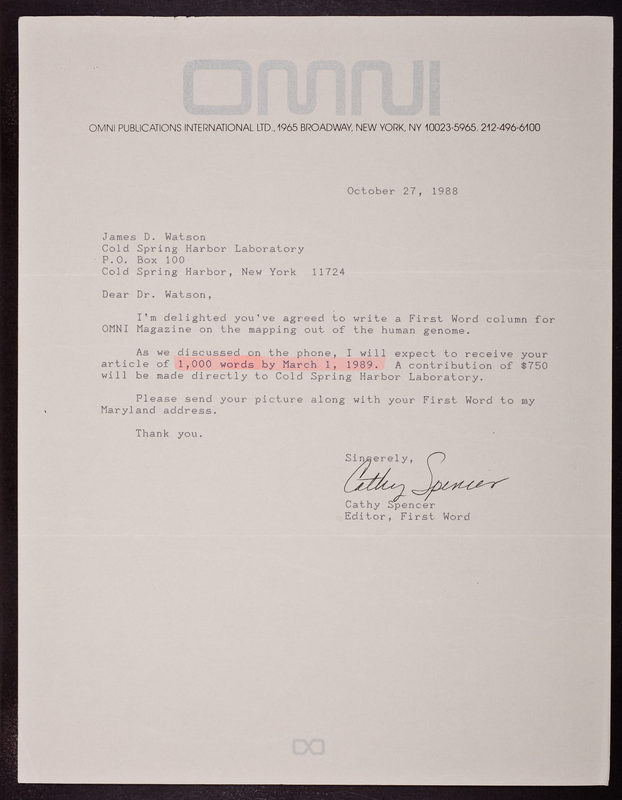 OMNI
OMNI PUBLICATIONS INTERNATIONAL LTD., 1965 BROADWAY, NEW YORK, NY 10023-5965. 212-496-6100
October 27, 1988
James D. Watson
Cold Spring Harbor Laboratory
P.O. Box 100
Cold Spring Harbor, New York 11724
Dear Dr. Watson,
I'm delighted you've agreed to write a First Word column for
OMNI Magazine on the mapping out of the human genome.
As we discussed on the phone, I will expect to receive your
article of 1,000 words by March 1, 1989. A contribution of $750
will be made directly to Cold Spring Harbor Laboratory.
Please send your picture along with your First Word to my
Maryland address.
Thank you.
Sincerely,
Cathy Spencer
Cathy Spencer
Editor, First Word